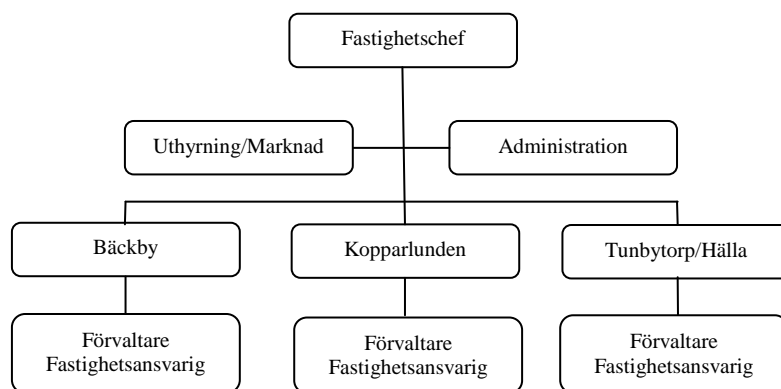 Fastighetschef
Uthyrning/Marknad
Administration
Bäckby
Kopparlunden
Tunbytorp/Hälla
Förvaltare
Fastighetsansvarig
Förvaltare
Fastighetsansvarig
Förvaltare
Fastighetsansvarig